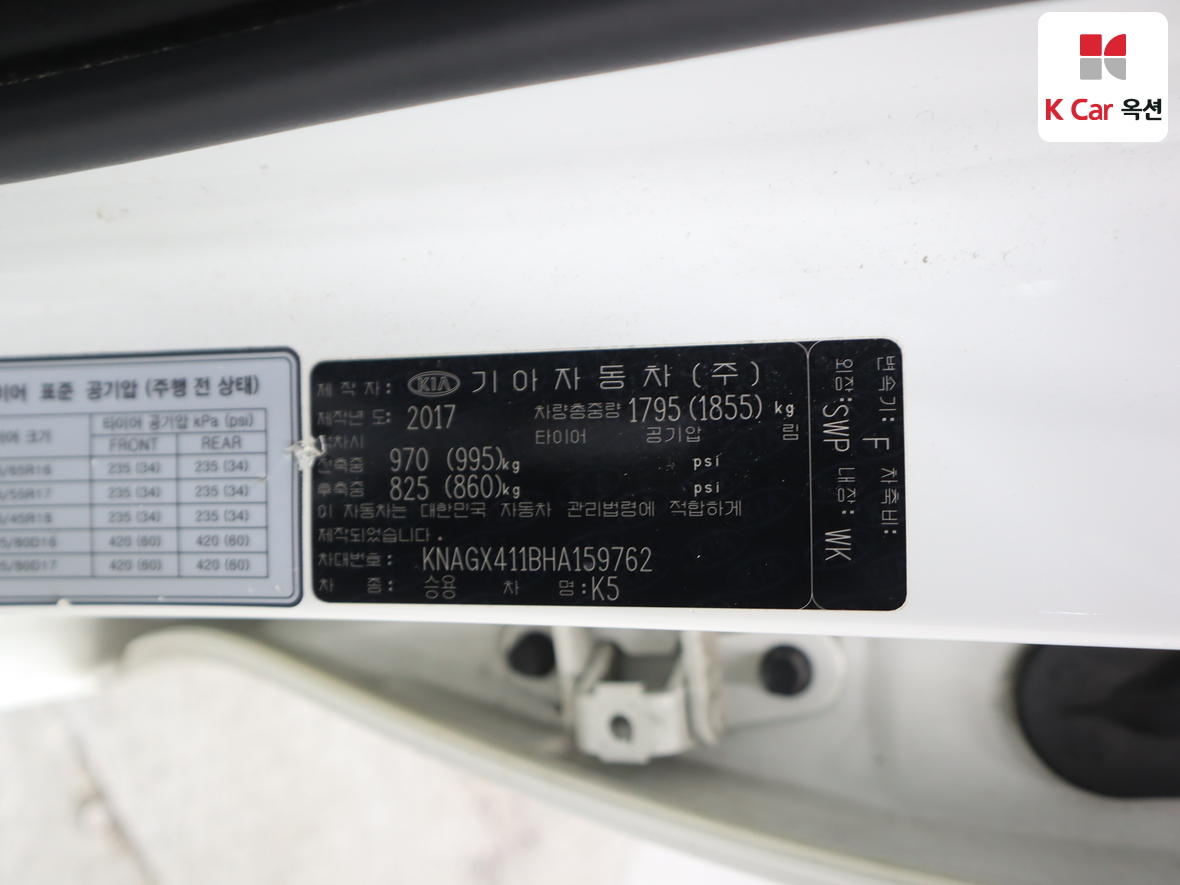 K Car 옥션
표준 공기압 (주행 전 상태)
타이어 공기압 kPa (psi)
크기
FRONT REAR
235 (34) 235 (34)
235 (34) 235 (34)
235 (34) 235 (34)
420 (60) 420 (60)
420 (60) 420 (60)
제작자: KIA 기아자동차(주)
제작년도: 2017 차량총중량 1795(1855) kg
타이어 공기압 림
970 (995)kg psi
후축중 825 (860)kg psi
이 자동차는 대한민국 자동차 관리법령에 적합하게
제작되었습니다.
차대번호: KNAGX411BHA159762
차 종: 승용 차 명:K5
변속기: F 차축비:
외장:SWP 내장: WK